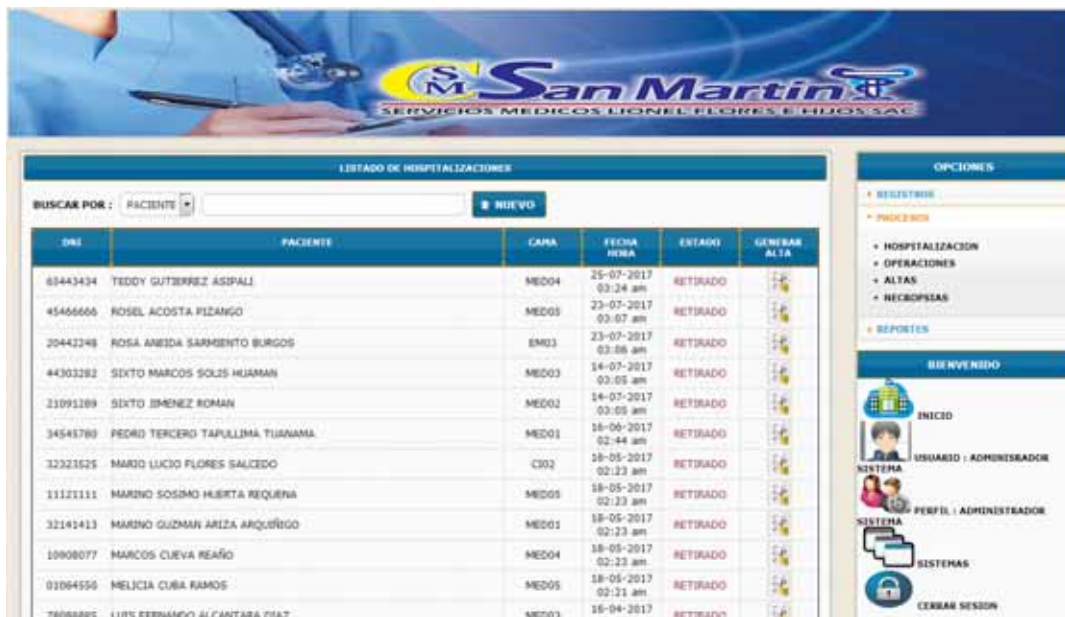 SM San Martin
SERVICIOS MEDICOS LIONEL FLORES E HIJOS SAC
LISTADO DE HOSPITALIZACIONES
BUSCAR POR : PACIENTE NUEVO
DNI PACIENTE CAMA FECHA HORA ESTADO GENERAR ALTA
TEDDY GUTIERREZ ASIPALI MED04 25-07-2017 03:24 am RETIRADO
45466666 ROSEL ACOSTA PIZANGO MED05 23-07-2017 03:07 am RETIRADO
20442248 ROSA ANEIDA SARMIENTO BURGOS EM03 23-07-2017 03:06 am RETIRADO
44303282 SIXTO MARCOS SOLIS HUAMAN MED03 14-07-2017 03:05 am RETIRADO
21091289 SIXTO JIMENEZ ROMAN MED02 14-07-2017 03:05 am RETIRADO
34545780 PEDRO TERCERO TAPULLIMA TUANAMA MED01 16-06-2017 02:44 am RETIRADO
32323525 MARIO LUCIO FLORES SALCEDO CI02 18-05-2017 02:23 am RETIRADO
11121111 MARINO SOSIMO HUERTA REQUENA MED05 18-05-2017 02:23 am RETIRADO
32141413 MARINO GUZMAN ARIZA ARQUIÑIGO MED01 18-05-2017 02:23 am RETIRADO
10908077 MARCOS CUEVA REAÑO MED04 18-05-2017 02:23 am RETIRADO
01064550 MELICIA CUBA RAMOS MED05 18-05-2017 02:21 am RETIRADO
LUIS FERNANDO ALCANTARA DIAZ MED03 16-04-2017 RETIRADO
OPCIONES
REGISTROS
PROCESOS
HOSPITALIZACION
OPERACIONES
ALTAS
NECROPSIAS
REPORTES
BIENVENIDO
INICIO
USUARIO : ADMINISRADOR SISTEMA
PERFIL : ADMINISTRADOR SISTEMA
SISTEMAS
CERRAR SESION